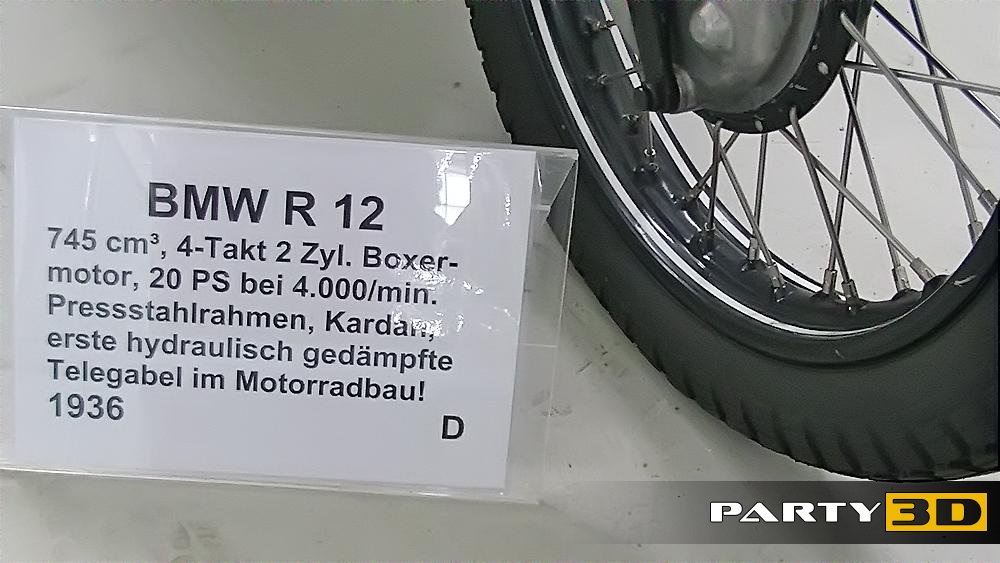 BMW R 12
745 cm³, 4-Takt 2 Zyl. Boxer-
motor, 20 PS bei 4.000/min.
Pressstahlrahmen, Kardan,
erste hydraulisch gedämpfte
Telegabel im Motorradbau!
1936
D
PARTY3D